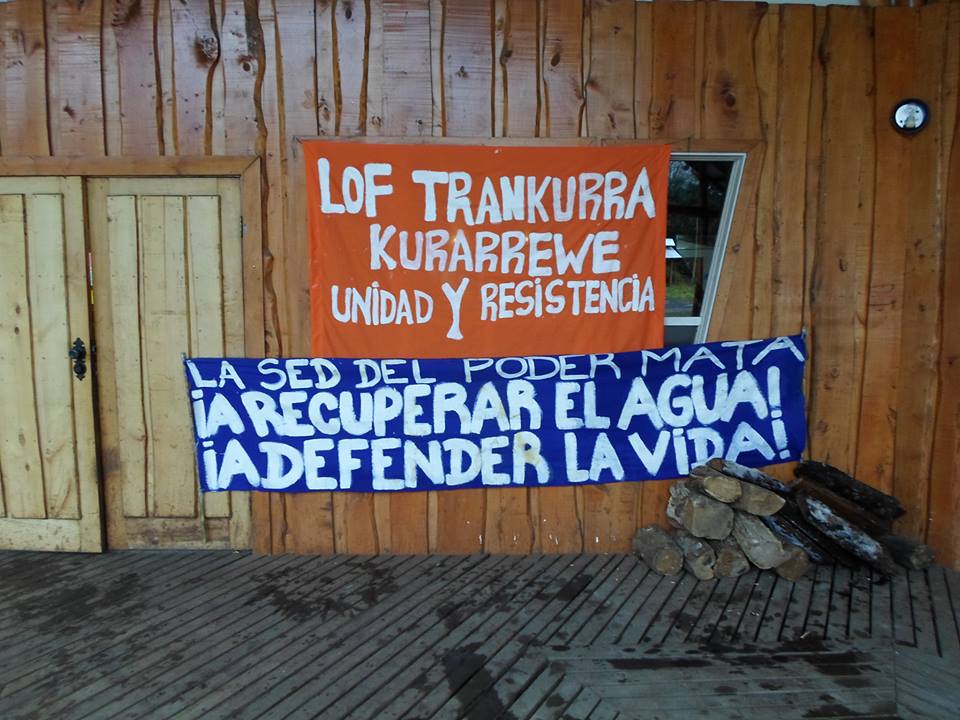 LOF TRANKURRA
KURARREWE
UNIDAD Y RESISTENCIA
LA SED DEL PODER MATA
¡A RECUPERAR EL AGUA!
¡A DEFENDER LA VIDA!